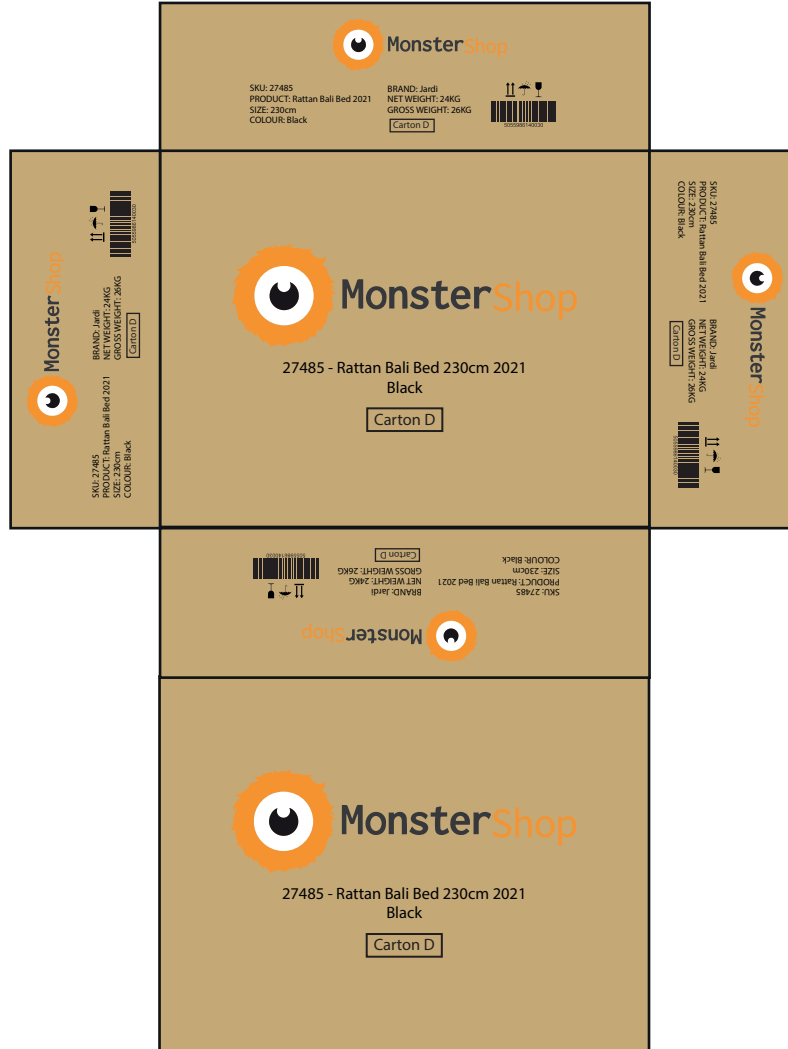 MonsterShop
SKU: 27485
PRODUCT: Rattan Bali Bed 2021
SIZE: 230cm
COLOUR: Black
BRAND: Jardi
NET WEIGHT: 24KG
GROSS WEIGHT: 26KG
Carton D
5055986140030
MonsterShop
SKU: 27485
PRODUCT: Rattan Bali Bed 2021
SIZE: 230cm
COLOUR: Black
BRAND: Jardi
NET WEIGHT: 24KG
GROSS WEIGHT: 26KG
Carton D
5055986140030
MonsterShop
27485 - Rattan Bali Bed 230cm 2021
Black
Carton D
MonsterShop
SKU: 27485
PRODUCT: Rattan Bali Bed 2021
SIZE: 230cm
COLOUR: Black
BRAND: Jardi
NET WEIGHT: 24KG
GROSS WEIGHT: 26KG
Carton D
5055986140030
MonsterShop
SKU: 27485
PRODUCT: Rattan Bali Bed 2021
SIZE: 230cm
COLOUR: Black
BRAND: Jardi
NET WEIGHT: 24KG
GROSS WEIGHT: 26KG
Carton D
5055986140030
MonsterShop
27485 - Rattan Bali Bed 230cm 2021
Black
Carton D